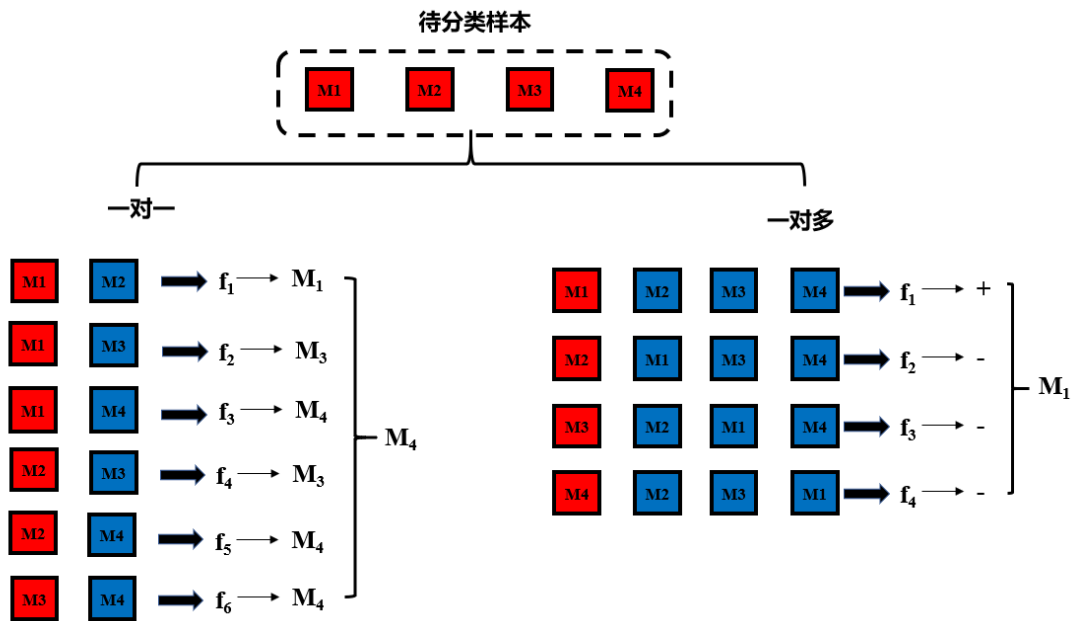 待分类样本
M1 M2 M3 M4
一对一
M1 M2 f₁ M₁
M1 M3 f₂ M₃
M1 M4 f₃ M₄
M2 M3 f₄ M₃
M2 M4 f₅ M₄
M3 M4 f₆ M₄
M₄
一对多
M1 M2 M3 M4 f₁ +
M2 M1 M3 M4 f₂ -
M3 M2 M1 M4 f₃ -
M4 M2 M3 M1 f₄ -
M₁